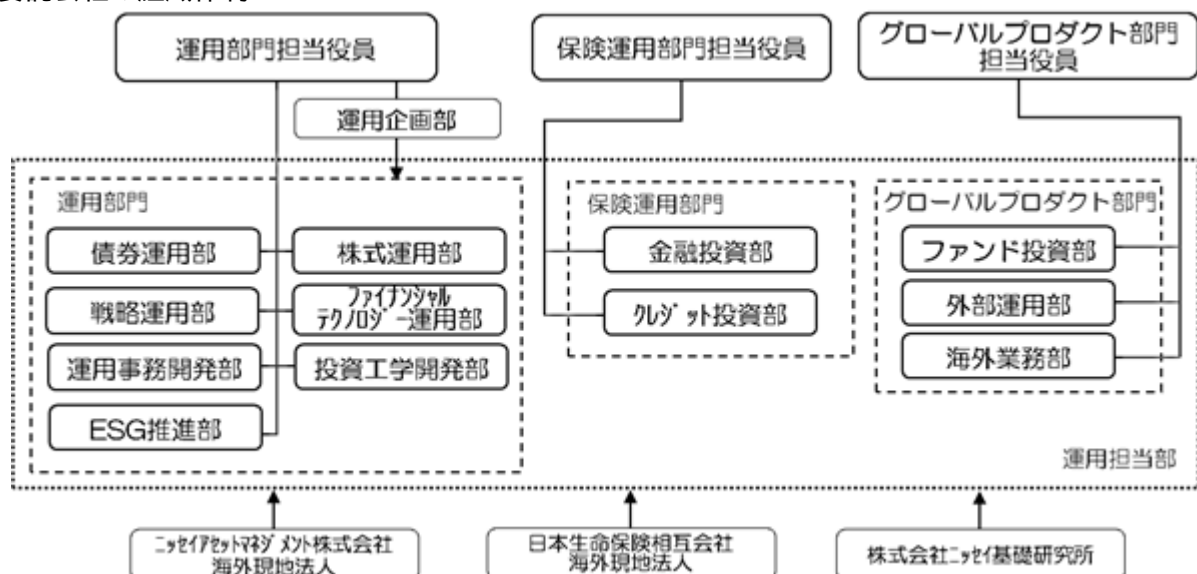 運用部門担当役員
保険運用部門担当役員
グローバルプロダクト部門
担当役員
運用企画部
運用部門
債券運用部
株式運用部
戦略運用部
ファイナンシャル
テクノロジー運用部
運用事務開発部
投資工学開発部
ESG推進部
保険運用部門
金融投資部
クレジット投資部
グローバルプロダクト部門
ファンド投資部
外部運用部
海外業務部
運用担当部
ニッセイアセットマネジメント株式会社
海外現地法人
日本生命保険相互会社
海外現地法人
株式会社ニッセイ基礎研究所